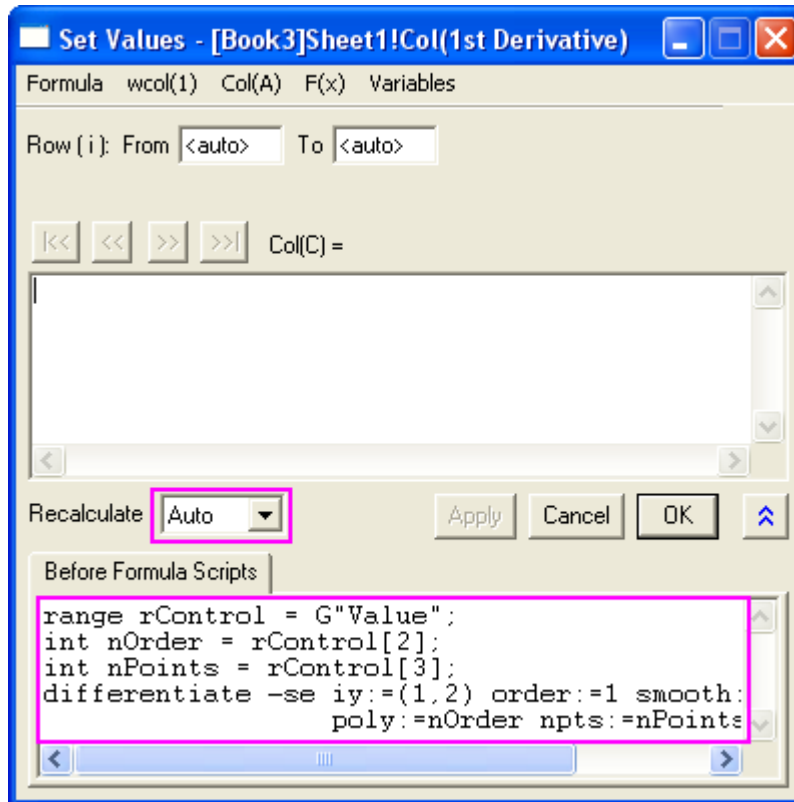 Set Values - [Book3]Sheet1!Col(1st Derivative)
Formula wcol(1) Col(A) F(x) Variables
Row ( i ): From <auto> To <auto>
|<< << >> >>| Col(C) =
Recalculate Auto Apply Cancel OK
Before Formula Scripts
range rControl = G"Value";
int nOrder = rControl[2];
int nPoints = rControl[3];
differentiate -se iy:=(1,2) order:=1 smooth:
poly:=nOrder npts:=nPoints